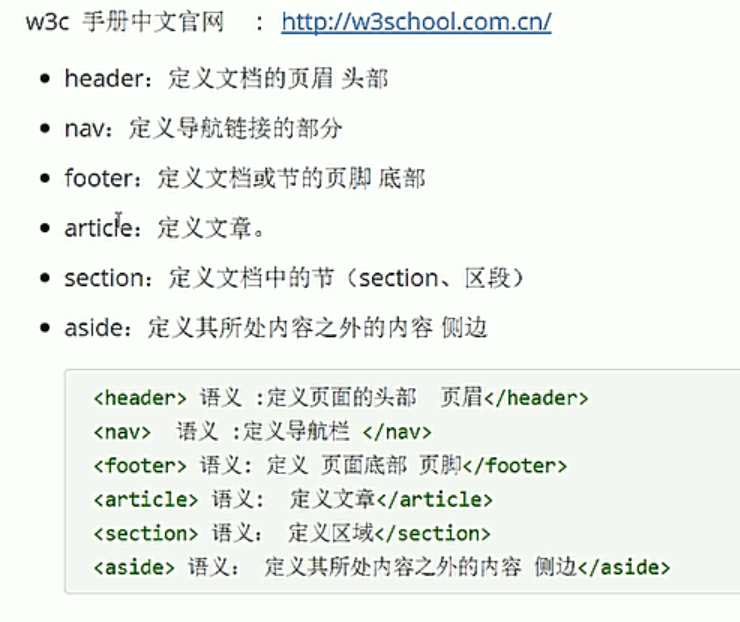 w3c 手册中文官网 : http://w3school.com.cn/
header：定义文档的页眉 头部
nav：定义导航链接的部分
footer：定义文档或节的页脚 底部
article：定义文章。
section：定义文档中的节（section、区段）
aside：定义其所处内容之外的内容 侧边
<header> 语义 :定义页面的头部  页眉</header>
<nav>  语义 :定义导航栏 </nav>
<footer> 语义: 定义 页面底部 页脚</footer>
<article> 语义:  定义文章</article>
<section> 语义:  定义区域</section>
<aside> 语义:  定义其所处内容之外的内容 侧边</aside>